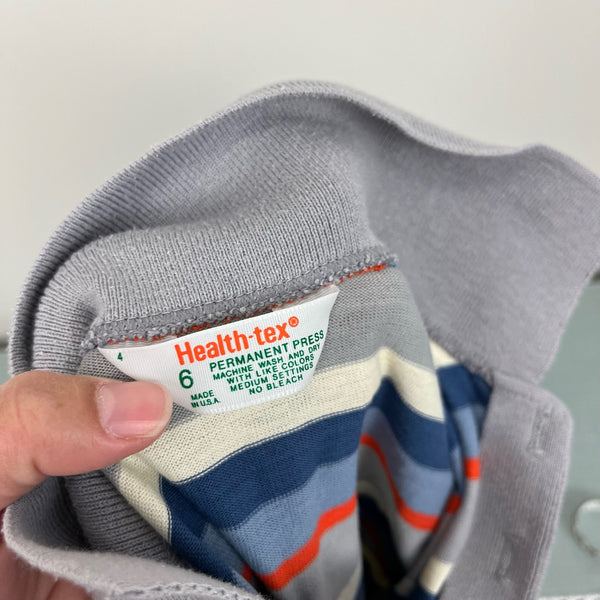 4
Health-tex®
6
PERMANENT PRESS
MACHINE WASH AND DRY
WITH LIKE COLORS
MEDIUM SETTINGS
NO BLEACH
MADE
IN U.S.A.